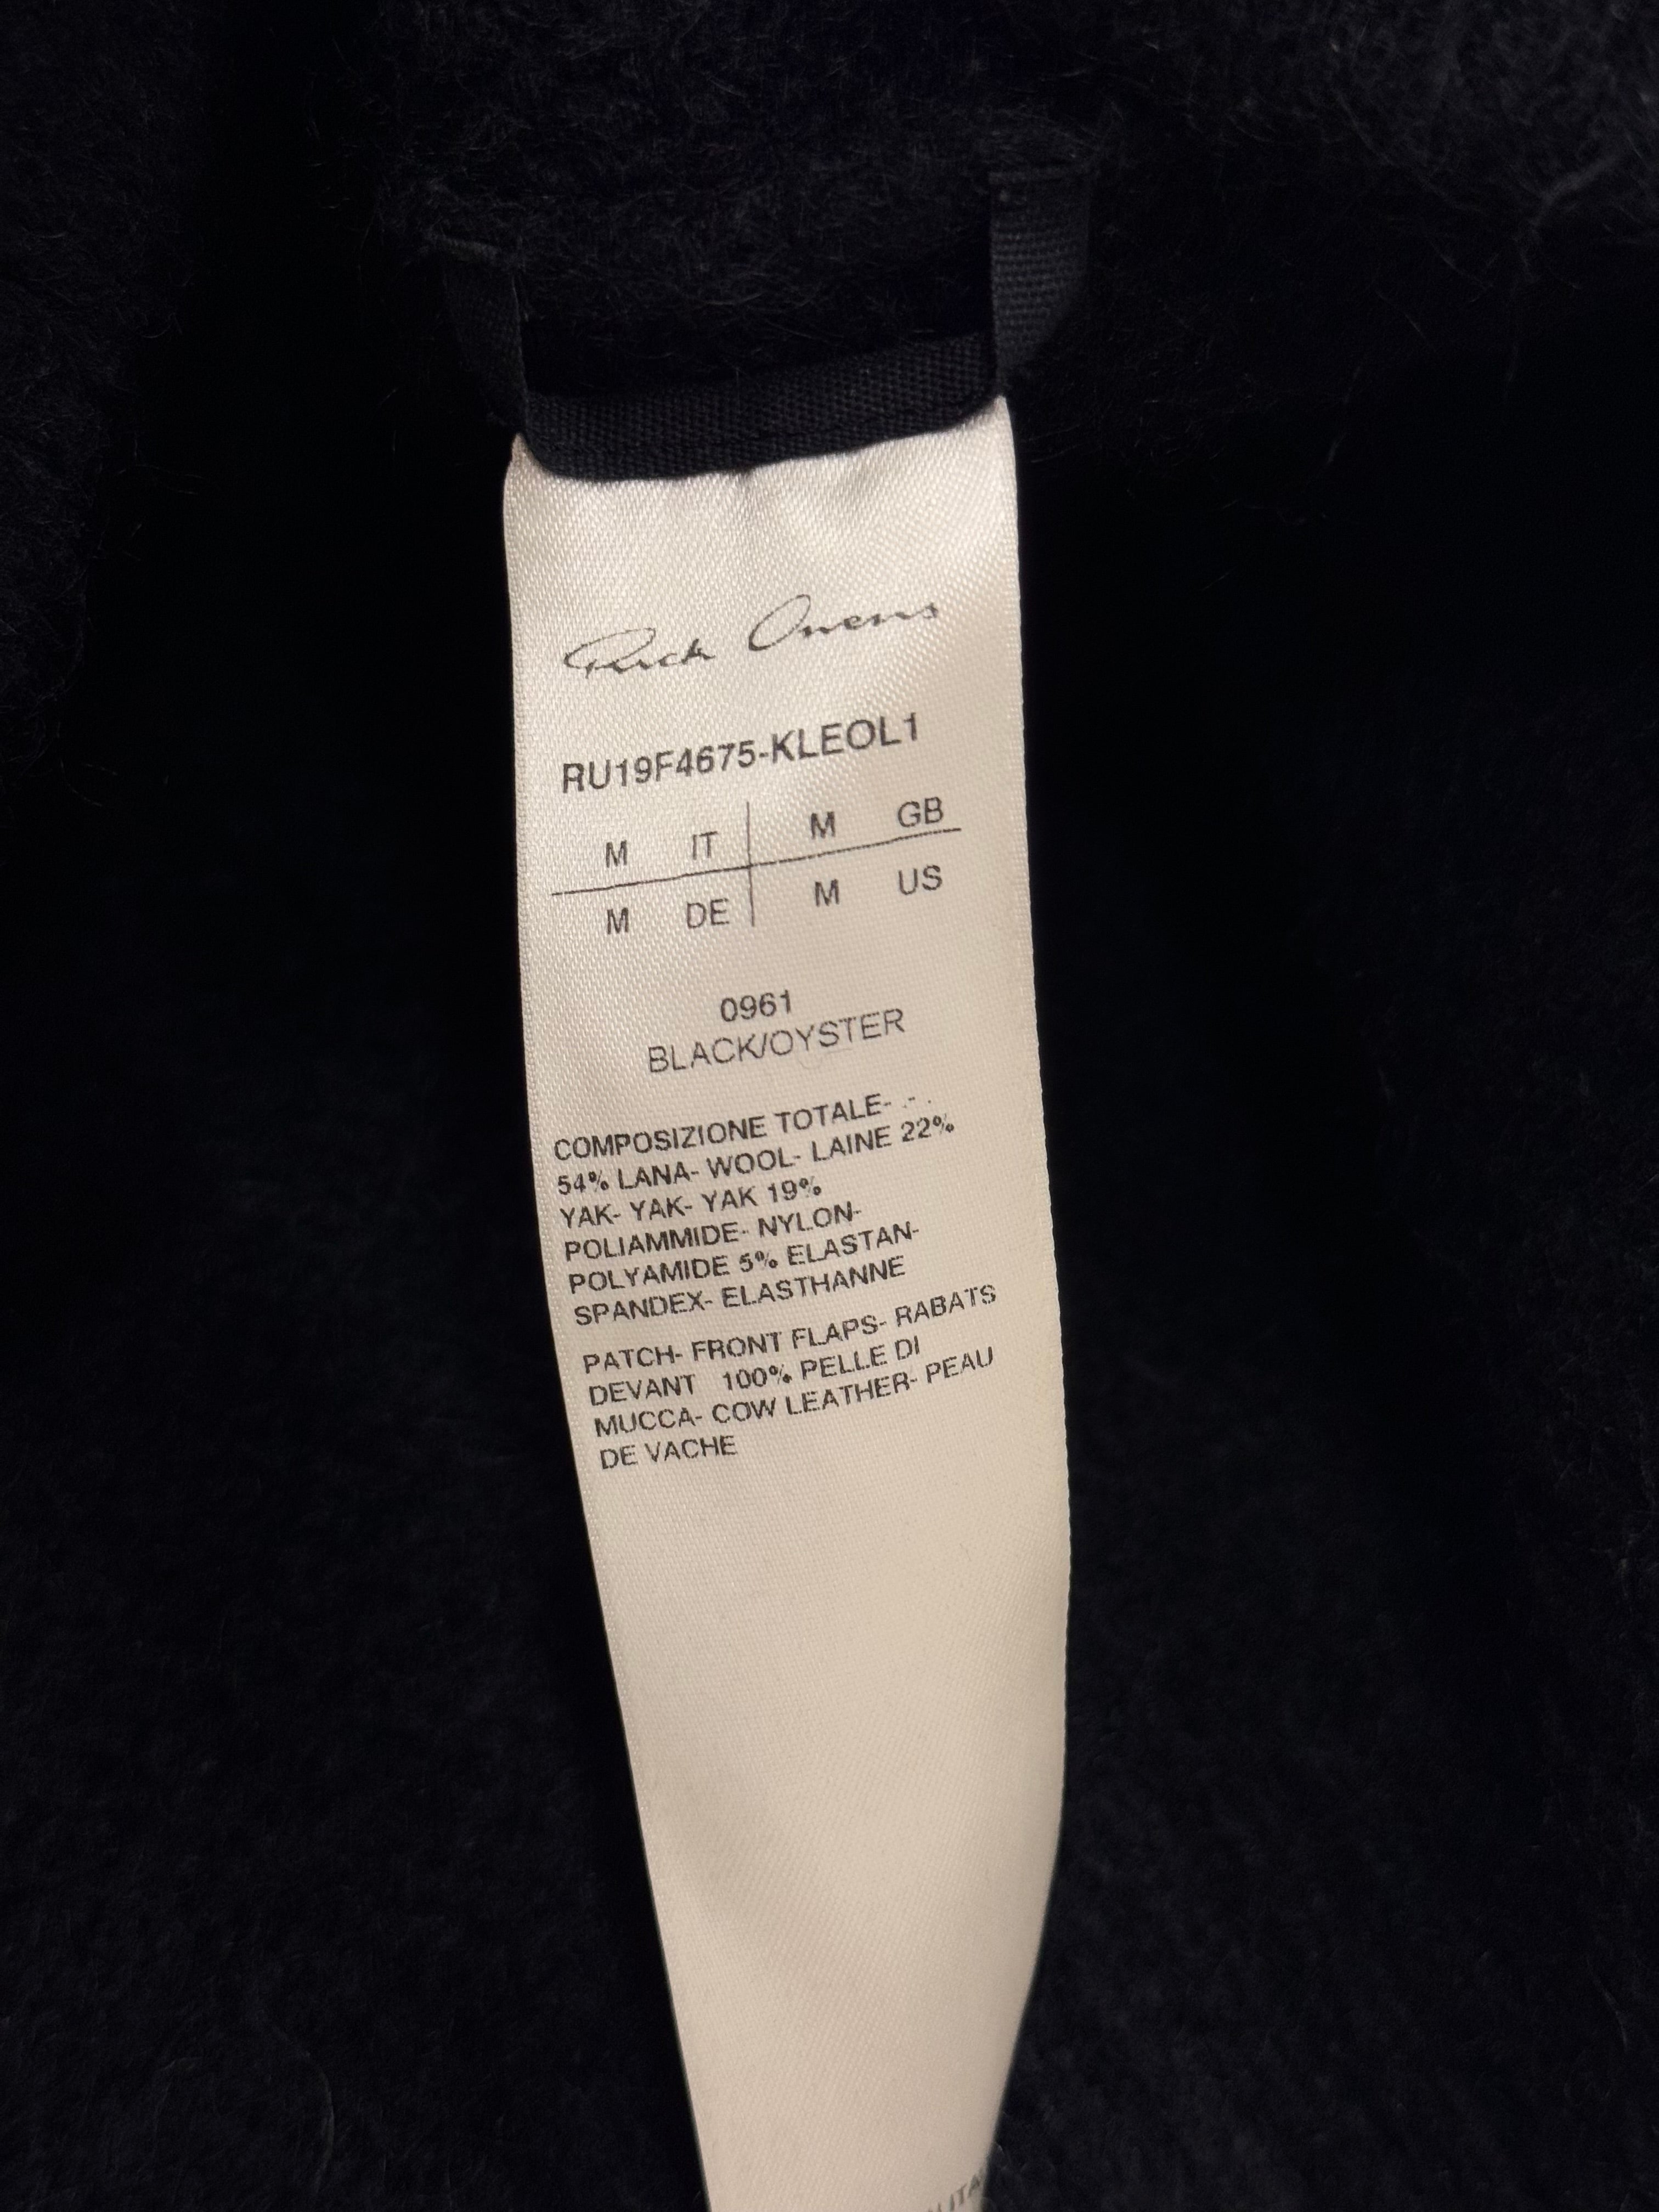 Rick Owens
RU19F4675-KLEOL1
M IT M GB
M DE M US
0961
BLACK/OYSTER
COMPOSIZIONE TOTALE-
54% LANA- WOOL- LAINE 22%
YAK- YAK- YAK 19%
POLIAMMIDE- NYLON-
POLYAMIDE 5% ELASTAN-
SPANDEX- ELASTHANNE
PATCH- FRONT FLAPS- RABATS
DEVANT 100% PELLE DI
MUCCA- COW LEATHER- PEAU
DE VACHE